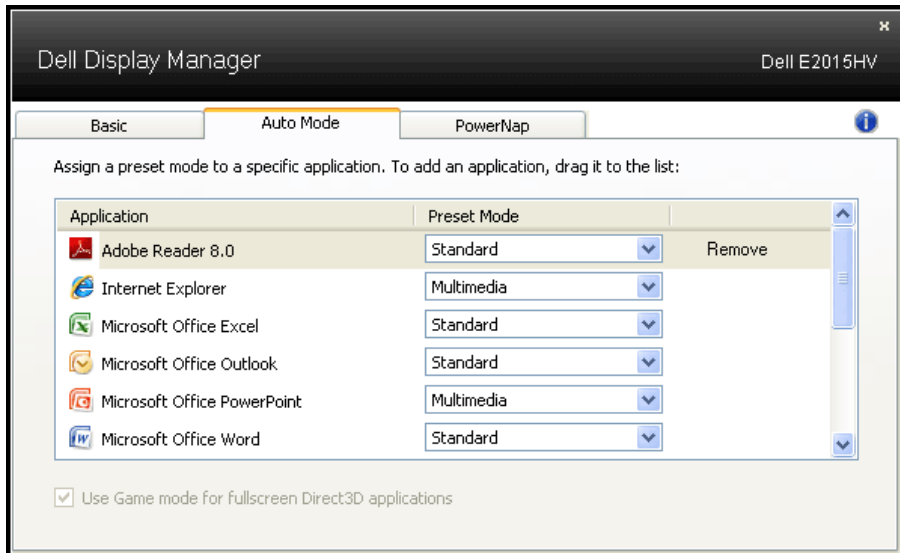 x
Dell Display Manager Dell E2015HV
Basic Auto Mode PowerNap
Assign a preset mode to a specific application. To add an application, drag it to the list:
Application Preset Mode
Adobe Reader 8.0 Standard Remove
Internet Explorer Multimedia
Microsoft Office Excel Standard
Microsoft Office Outlook Standard
Microsoft Office PowerPoint Multimedia
Microsoft Office Word Standard
Use Game mode for fullscreen Direct3D applications